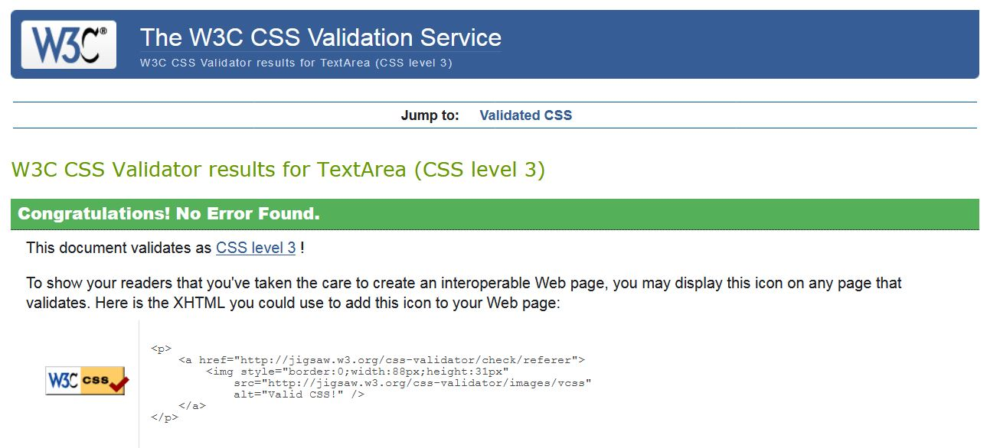 W3C®
The W3C CSS Validation Service
W3C CSS Validator results for TextArea (CSS level 3)
Jump to: Validated CSS
W3C CSS Validator results for TextArea (CSS level 3)
Congratulations! No Error Found.
This document validates as CSS level 3 !
To show your readers that you've taken the care to create an interoperable Web page, you may display this icon on any page that
validates. Here is the XHTML you could use to add this icon to your Web page:
W3C css
<p>
<a href="http://jigsaw.w3.org/css-validator/check/referer">
<img style="border:0;width:88px;height:31px"
src="http://jigsaw.w3.org/css-validator/images/vcss"
alt="Valid CSS!" />
</a>
</p>